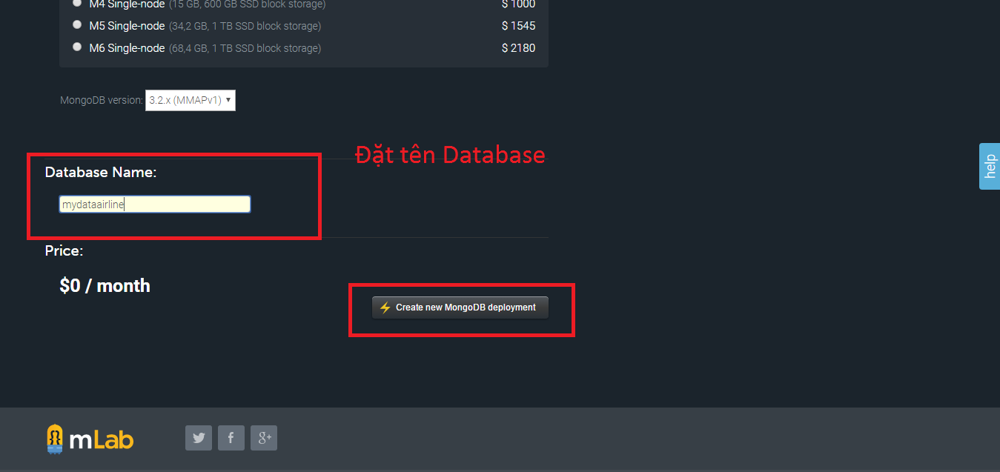 M4 Single-node (15 GB, 600 GB SSD block storage) $ 1000
M5 Single-node (34,2 GB, 1 TB SSD block storage) $ 1545
M6 Single-node (68,4 GB, 1 TB SSD block storage) $ 2180
MongoDB version: 3.2.x (MMAPv1)
Đặt tên Database
help
Database Name:
mydataairline
Price:
$0 / month
Create new MongoDB deployment
mLab
f
g+